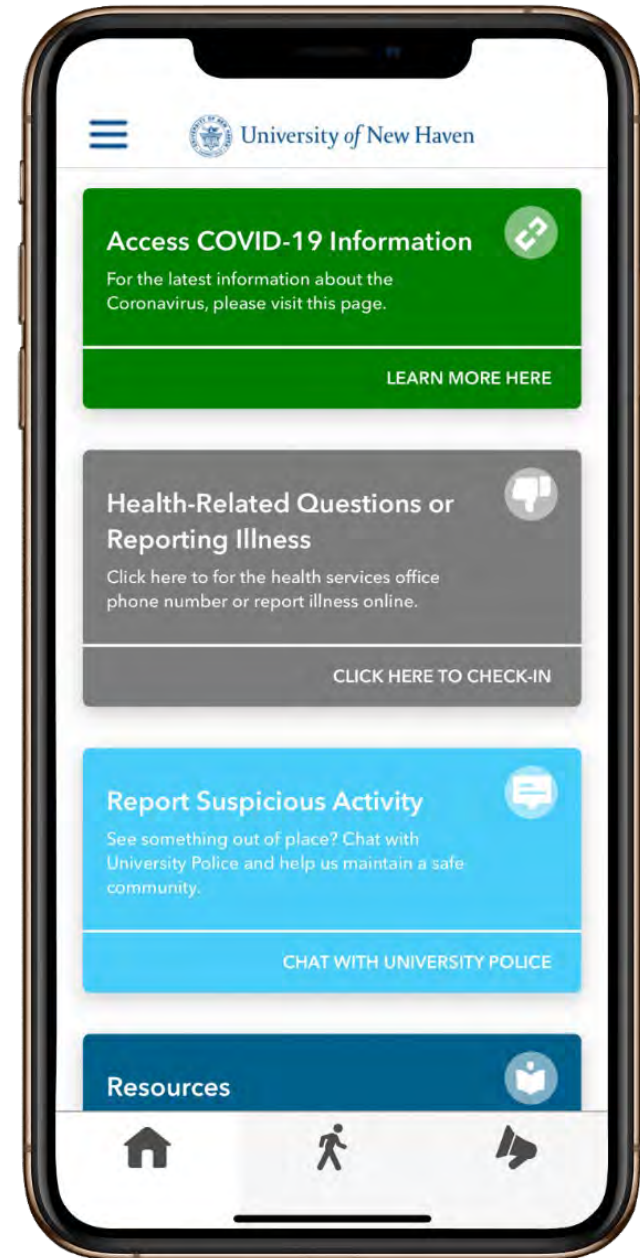 University of New Haven
Access COVID-19 Information
For the latest information about the
Coronavirus, please visit this page.
LEARN MORE HERE
Health-Related Questions or
Reporting Illness
Click here to for the health services office
phone number or report illness online.
CLICK HERE TO CHECK-IN
Report Suspicious Activity
See something out of place? Chat with
University Police and help us maintain a safe
community.
CHAT WITH UNIVERSITY POLICE
Resources